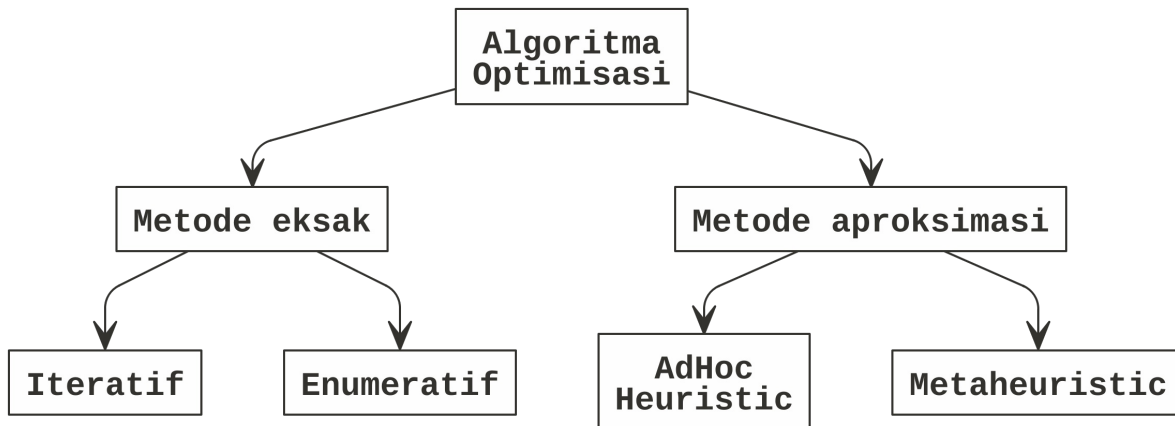 Algoritma
Optimisasi
Metode eksak
Metode aproksimasi
Iteratif
Enumeratif
AdHoc
Heuristic
Metaheuristic